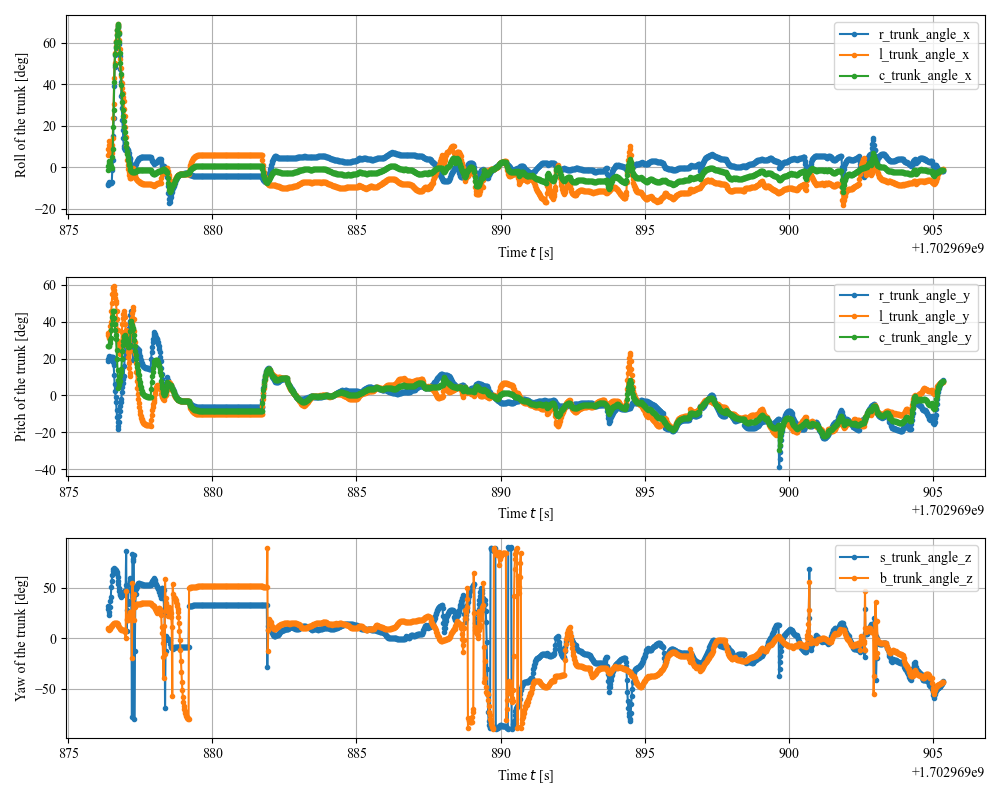 Roll of the trunk [deg]
60
40
20
0
−20
r_trunk_angle_x
l_trunk_angle_x
c_trunk_angle_x
875 880 885 890 895 900 905
Time t [s]
+1.702969e9
Pitch of the trunk [deg]
60
40
20
0
−20
−40
r_trunk_angle_y
l_trunk_angle_y
c_trunk_angle_y
875 880 885 890 895 900 905
Time t [s]
+1.702969e9
Yaw of the trunk [deg]
50
0
−50
s_trunk_angle_z
b_trunk_angle_z
875 880 885 890 895 900 905
Time t [s]
+1.702969e9